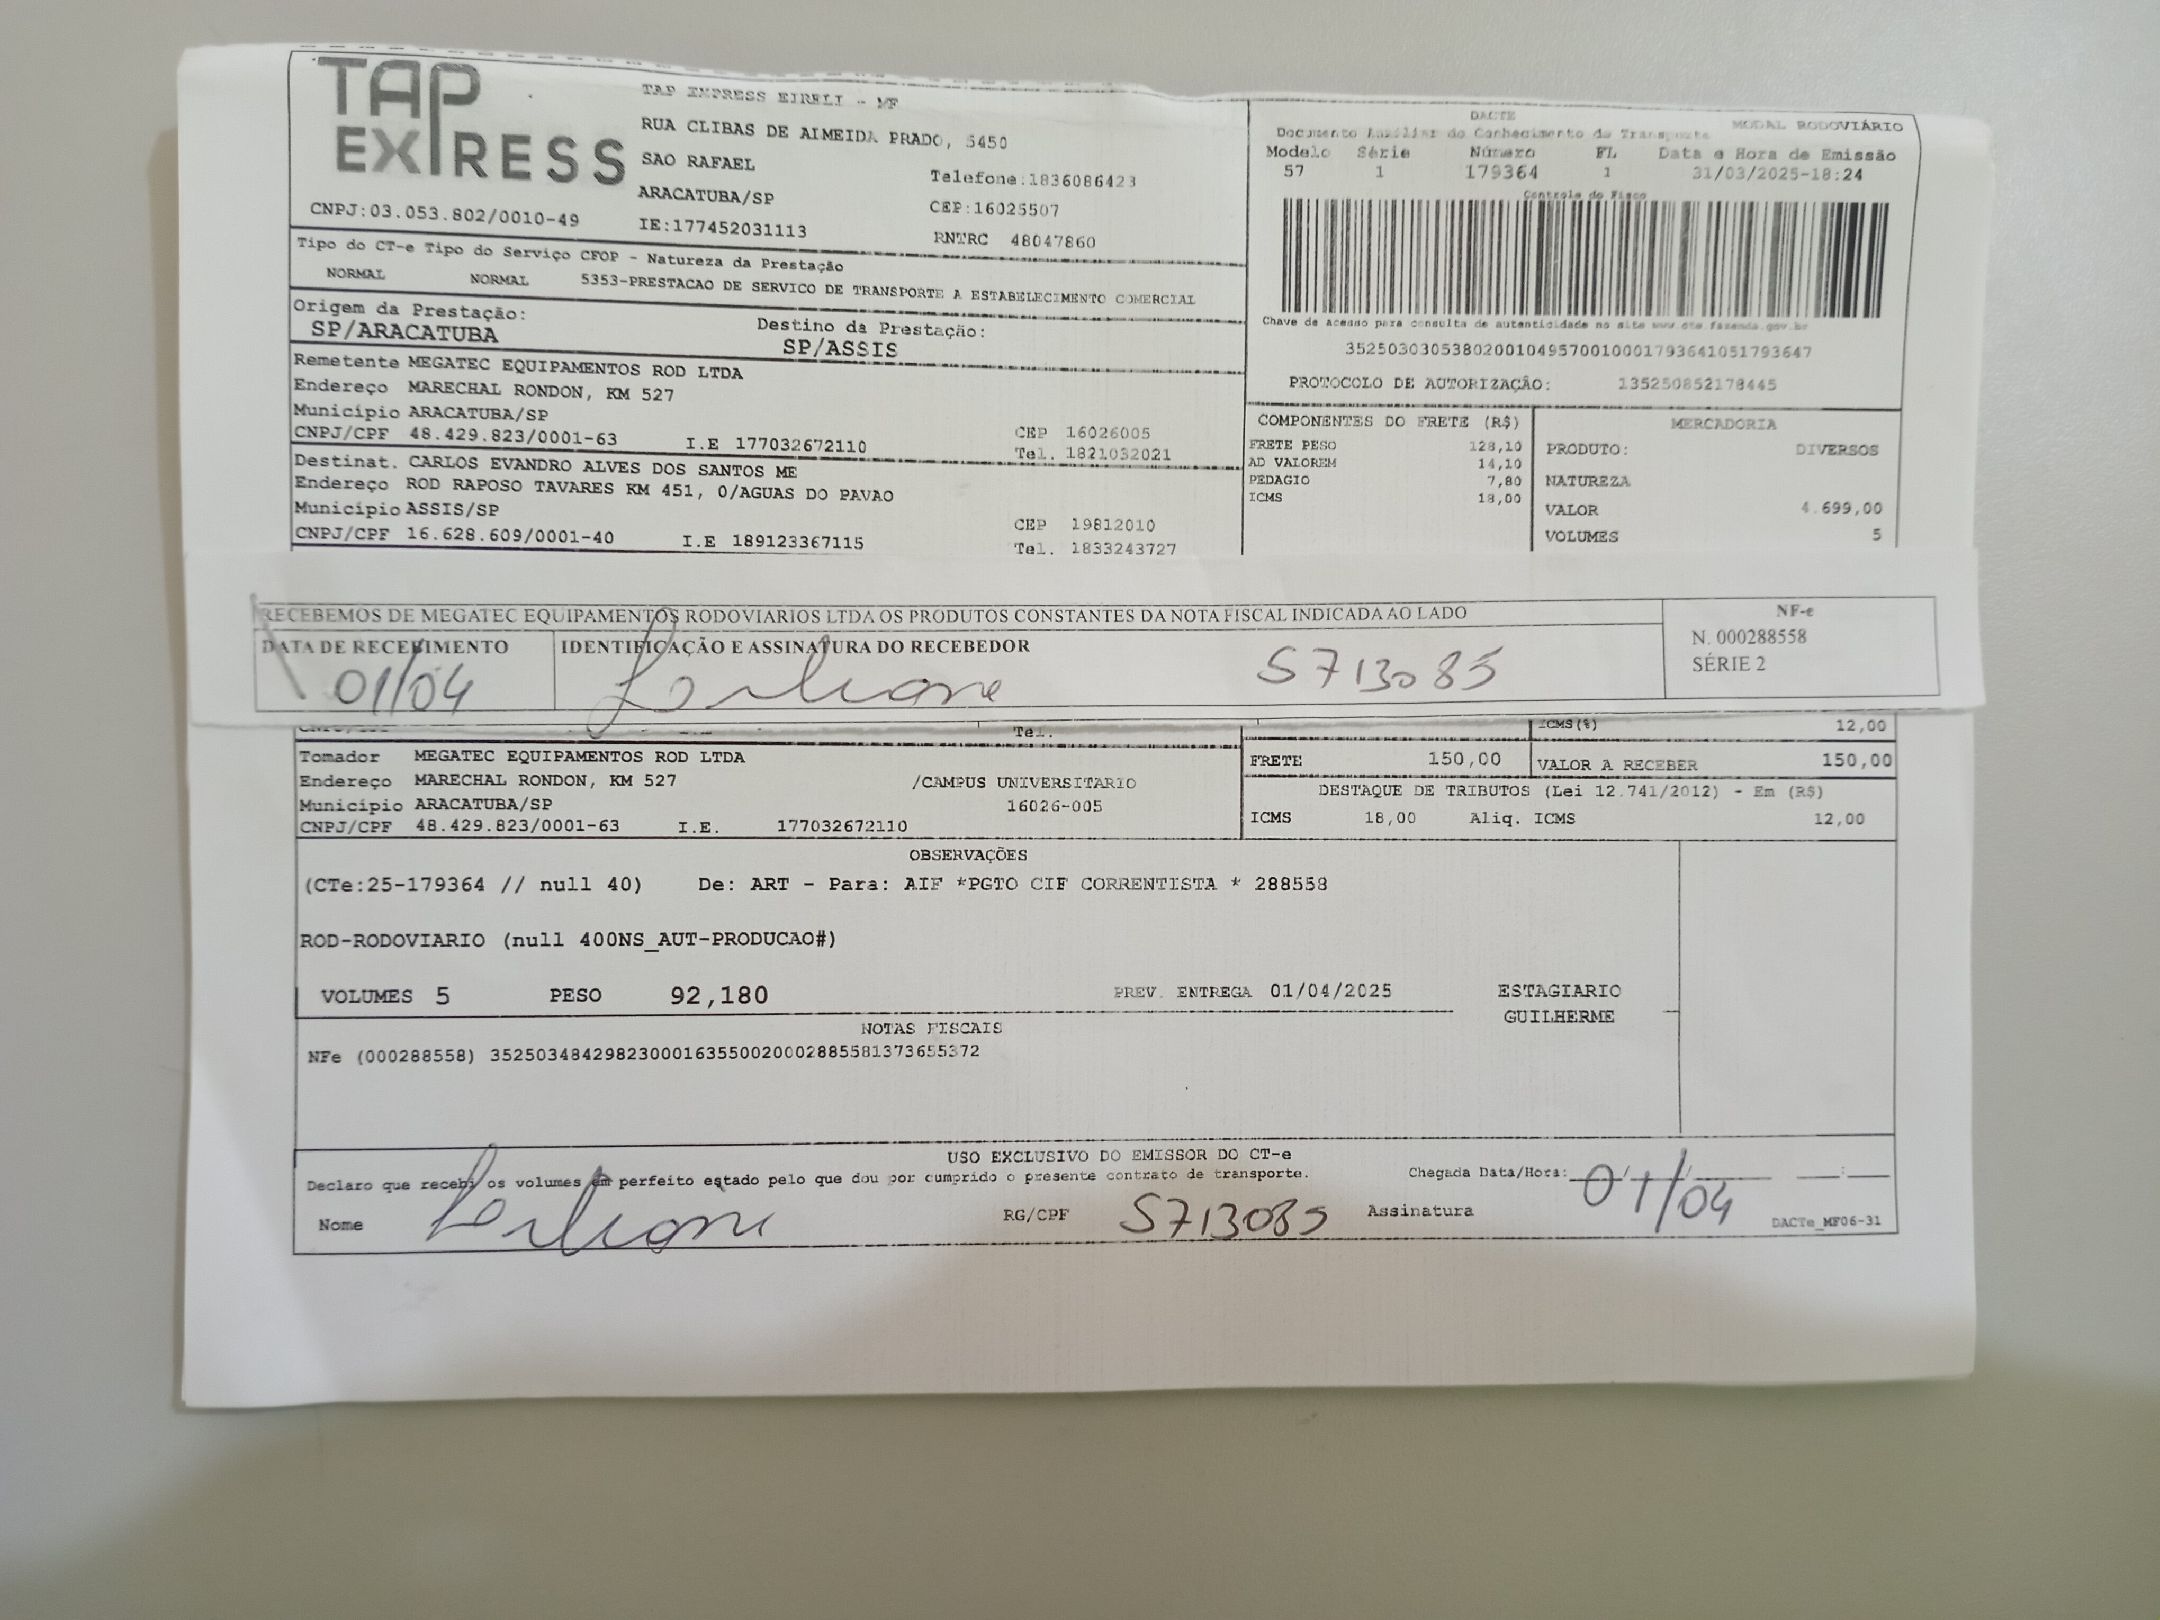 TAP EXPRESS
TAP EXPRESS EIRELI - MF
RUA CLIBAS DE ALMEIDA PRADO, 5450
SAO RAFAEL
Telefone:1836086423
ARACATUBA/SP
CEP:16025507
CNPJ:03.053.802/0010-49
IE:177452031113
RNTRC 48047860
DACTE
Documento Auxiliar do Conhecimento de Transporte
MODAL RODOVIÁRIO
Modelo Série Número FL Data e Hora de Emissão
57 1 179364 1 31/03/2025-18:24
Controle do Fisco
Tipo do CT-e Tipo do Serviço CFOP - Natureza da Prestação
NORMAL NORMAL 5353-PRESTACAO DE SERVICO DE TRANSPORTE A ESTABELECIMENTO COMERCIAL
Origem da Prestação:
SP/ARACATUBA
Destino da Prestação:
SP/ASSIS
Chave de Acesso para consulta de autenticidade no site www.cte.fazenda.gov.br
35250303053802001049570010001793641051793647
PROTOCOLO DE AUTORIZAÇÃO: 135250852178445
Remetente MEGATEC EQUIPAMENTOS ROD LTDA
Endereço MARECHAL RONDON, KM 527
Município ARACATUBA/SP
CEP 16026005
CNPJ/CPF 48.429.823/0001-63 I.E 177032672110
Tel. 1821032021
Destinat. CARLOS EVANDRO ALVES DOS SANTOS ME
Endereço ROD RAPOSO TAVARES KM 451, 0/AGUAS DO PAVAO
Município ASSIS/SP
CEP 19812010
CNPJ/CPF 16.628.609/0001-40 I.E 189123367115
Tel. 1833243727
COMPONENTES DO FRETE (R$)
FRETE PESO 128,10
AD VALOREM 14,10
PEDAGIO 7,80
ICMS 18,00
MERCADORIA
PRODUTO: DIVERSOS
NATUREZA
VALOR 4.699,00
VOLUMES 5
RECEBEMOS DE MEGATEC EQUIPAMENTOS RODOVIARIOS LTDA OS PRODUTOS CONSTANTES DA NOTA FISCAL INDICADA AO LADO
DATA DE RECEBIMENTO
01/04
IDENTIFICAÇÃO E ASSINATURA DO RECEBEDOR
5713085
NF-e
N. 000288558
SÉRIE 2
Tel.
ICMS(%) 12,00
Tomador MEGATEC EQUIPAMENTOS ROD LTDA
Endereço MARECHAL RONDON, KM 527 /CAMPUS UNIVERSITARIO
Município ARACATUBA/SP 16026-005
CNPJ/CPF 48.429.823/0001-63 I.E. 177032672110
FRETE 150,00 VALOR A RECEBER 150,00
DESTAQUE DE TRIBUTOS (Lei 12.741/2012) - Em (R$)
ICMS 18,00 Aliq. ICMS 12,00
OBSERVAÇÕES
(CTe:25-179364 // null 40) De: ART - Para: AIF *PGTO CIF CORRENTISTA * 288558
ROD-RODOVIARIO (null 400NS_AUT-PRODUCAO#)
VOLUMES 5 PESO 92,180 PREV. ENTREGA 01/04/2025 ESTAGIARIO
GUILHERME
NOTAS FISCAIS
NFe (000288558) 35250348429823000163550020002885581373655372
USO EXCLUSIVO DO EMISSOR DO CT-e
Declaro que recebi os volumes em perfeito estado pelo que dou por cumprido o presente contrato de transporte. Chegada Data/Hora:
Nome RG/CPF 5713085 Assinatura 01/04
DACTe_MF06-31